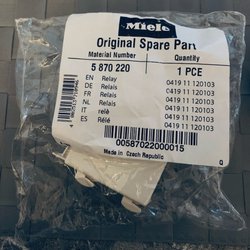 Miele
Original Spare Part
Material Number Quantity
5 870 220 1 PCE
EN Relay 0419 11 120103
DE Relais 0419 11 120103
FR Relais 0419 11 120103
NL Relais 0419 11 120103
IT relè 0419 11 120103
ES Rélé 0419 11 120103
00587022000015
Made in Czech Republic